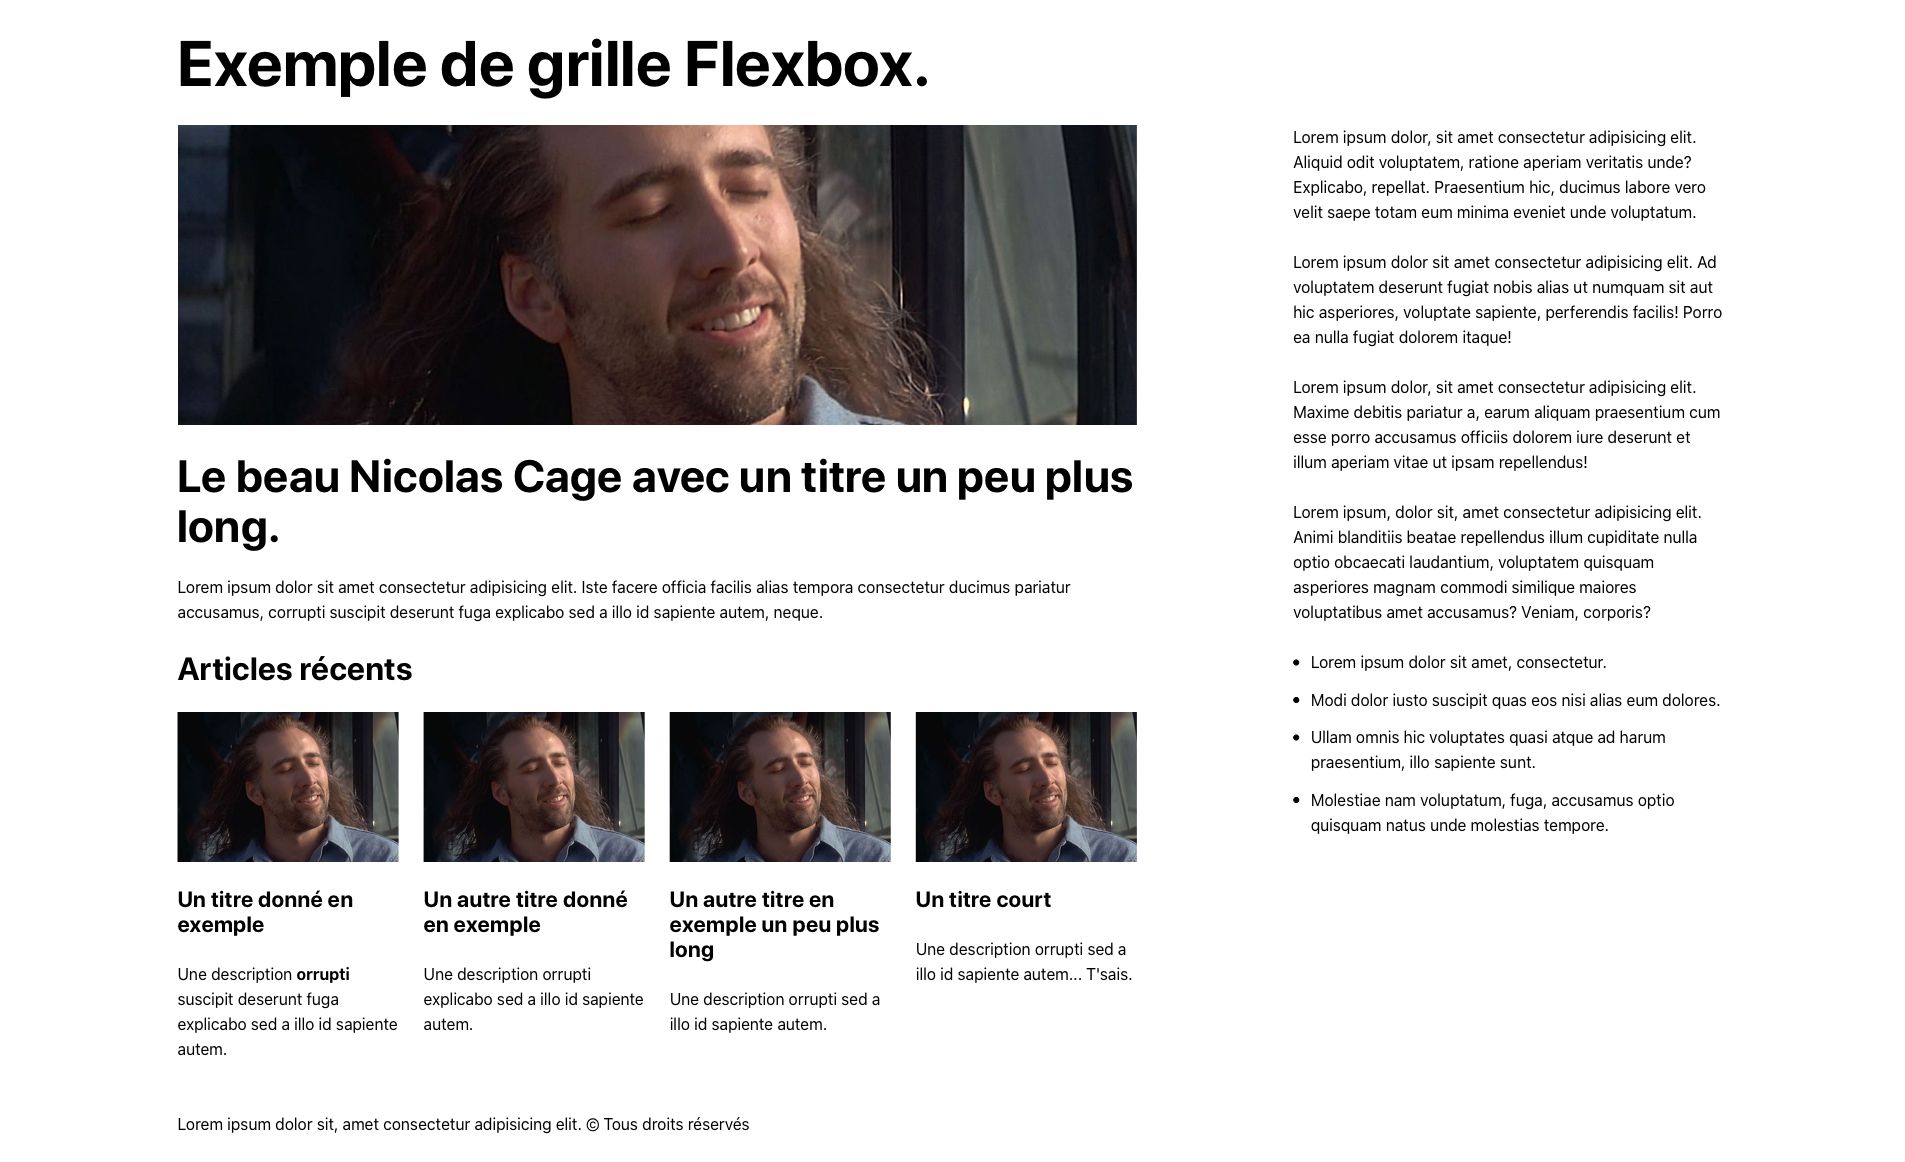 Exemple de grille Flexbox.
Le beau Nicolas Cage avec un titre un peu plus
long.
Lorem ipsum dolor sit amet consectetur adipisicing elit. Iste facere officia facilis alias tempora consectetur ducimus pariatur
accusamus, corrupti suscipit deserunt fuga explicabo sed a illo id sapiente autem, neque.
Articles récents
Un titre donné en
exemple
Une description orrupti
suscipit deserunt fuga
explicabo sed a illo id sapiente
autem.
Un autre titre donné
en exemple
Une description orrupti
explicabo sed a illo id sapiente
autem.
Un autre titre en
exemple un peu plus
long
Une description orrupti sed a
illo id sapiente autem.
Un titre court
Une description orrupti sed a
illo id sapiente autem... T'sais.
Lorem ipsum dolor, sit amet consectetur adipisicing elit.
Aliquid odit voluptatem, ratione aperiam veritatis unde?
Explicabo, repellat. Praesentium hic, ducimus labore vero
velit saepe totam eum minima eveniet unde voluptatum.
Lorem ipsum dolor sit amet consectetur adipisicing elit. Ad
voluptatem deserunt fugiat nobis alias ut numquam sit aut
hic asperiores, voluptate sapiente, perferendis facilis! Porro
ea nulla fugiat dolorem itaque!
Lorem ipsum dolor, sit amet consectetur adipisicing elit.
Maxime debitis pariatur a, earum aliquam praesentium cum
esse porro accusamus officiis dolorem iure deserunt et
illum aperiam vitae ut ipsam repellendus!
Lorem ipsum, dolor sit, amet consectetur adipisicing elit.
Animi blanditiis beatae repellendus illum cupiditate nulla
optio obcaecati laudantium, voluptatem quisquam
asperiores magnam commodi similique maiores
voluptatibus amet accusamus? Veniam, corporis?
• Lorem ipsum dolor sit amet, consectetur.
• Modi dolor iusto suscipit quas eos nisi alias eum dolores.
• Ullam omnis hic voluptates quasi atque ad harum
praesentium, illo sapiente sunt.
• Molestiae nam voluptatum, fuga, accusamus optio
quisquam natus unde molestias tempore.
Lorem ipsum dolor sit, amet consectetur adipisicing elit. © Tous droits réservés